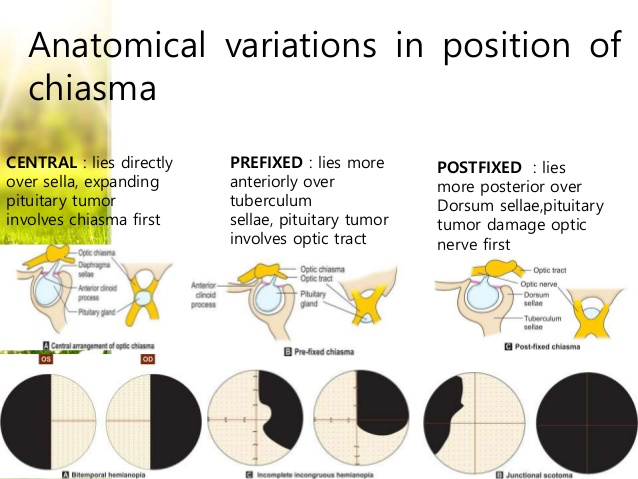 Anatomical variations in position of
chiasma
CENTRAL : lies directly
over sella, expanding
pituitary tumor
involves chiasma first
PREFIXED : lies more
anteriorly over
tuberculum
sellae, pituitary tumor
involves optic tract
POSTFIXED : lies
more posterior over
Dorsum sellae,pituitary
tumor damage optic
nerve first
Optic chiasma
Diaphragma
sellae
Anterior clinoid
process
Pituitary gland
A Central arrangement of optic chiasma
Anterior
clinoid
process
Optic chiasma
Optic tract
Pituitary
gland
B Pre-fixed chiasma
Optic tract
Optic nerve
Dorsum
sellae
Tuberculum
sellae
C Post-fixed chiasma
OS
OD
A Bitemporal hemianopia
C Incomplete incongruous hemianopia
B Junctional scotoma